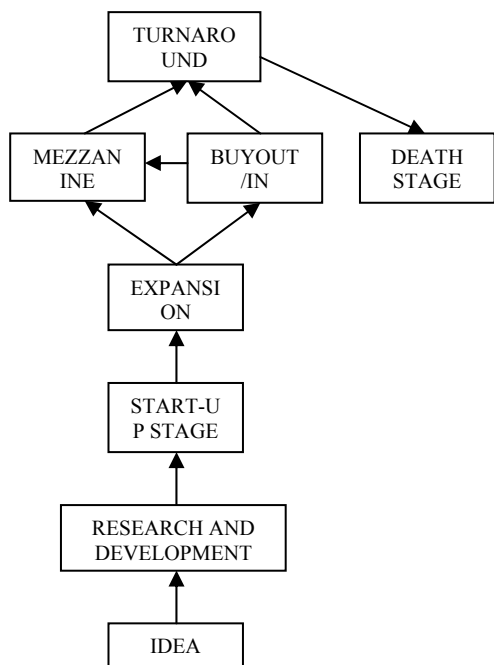 TURNARO
UND
MEZZAN
INE
BUYOUT
/IN
DEATH
STAGE
EXPANSI
ON
START-U
P STAGE
RESEARCH AND
DEVELOPMENT
IDEA